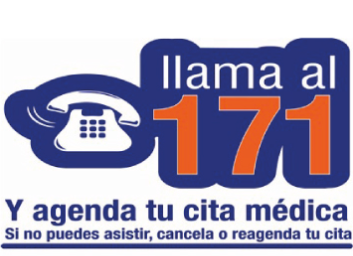 llama al
171
Y agenda tu cita médica
Si no puedes asistir, cancela o reagenda tu cita